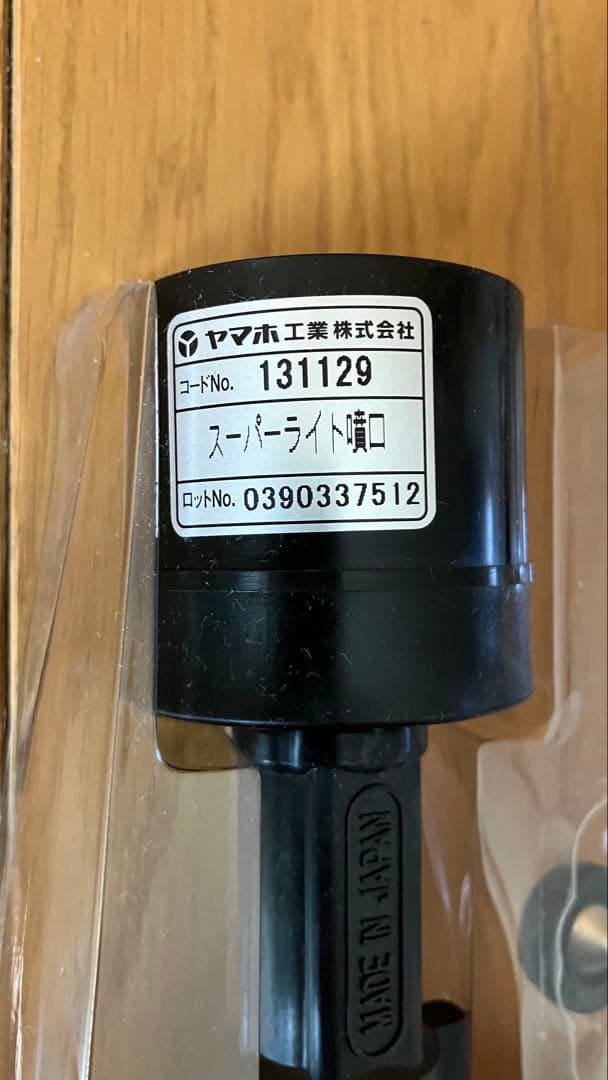 ヤマホ工業株式会社
コードNo. 131129
スーパーライト噴口
ロットNo. 0390337512
MADE IN JAPAN